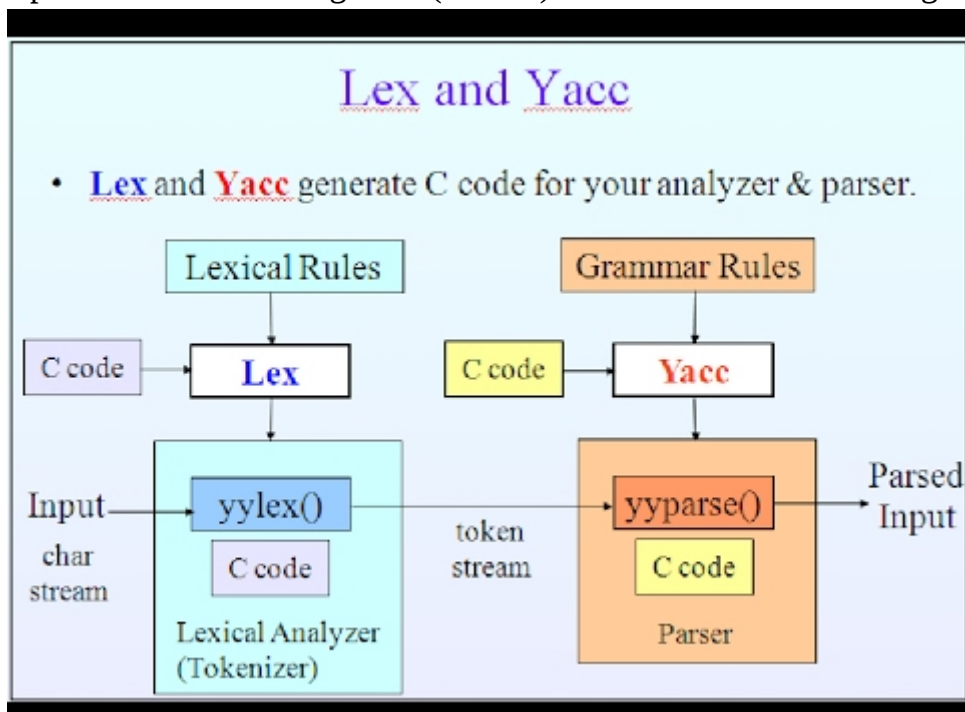 Lex and Yacc
• Lex and Yacc generate C code for your analyzer & parser.
Lexical Rules
Grammar Rules
C code
Lex
C code
Yacc
Input
yylex()
yyparse()
Parsed
Input
char
stream
token
stream
C code
C code
Lexical Analyzer
(Tokenizer)
Parser